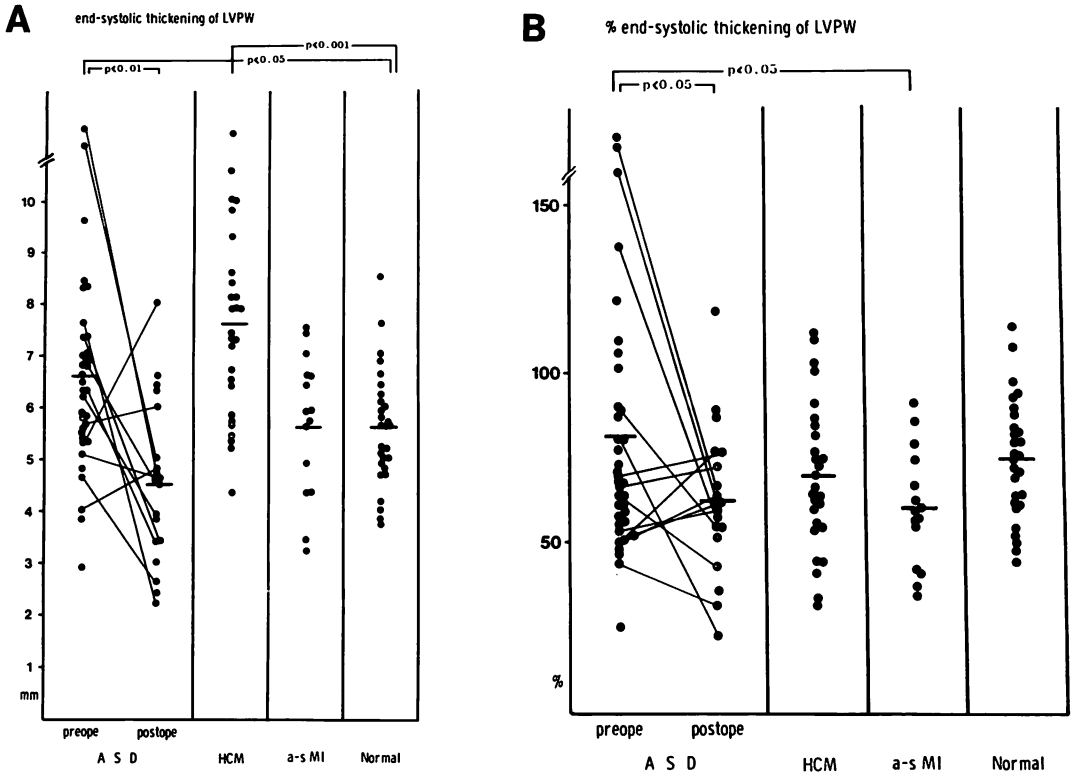 A
end-systolic thickening of LVPW
p<0.001
p<0.05
p<0.01
10
9
8
7
6
5
4
3
2
1
mm
preope postope
A S D HCM a-s MI Normal
B
% end-systolic thickening of LVPW
p<0.05
p<0.05
150
100
50
%
preope postope
A S D HCM a-s MI Normal